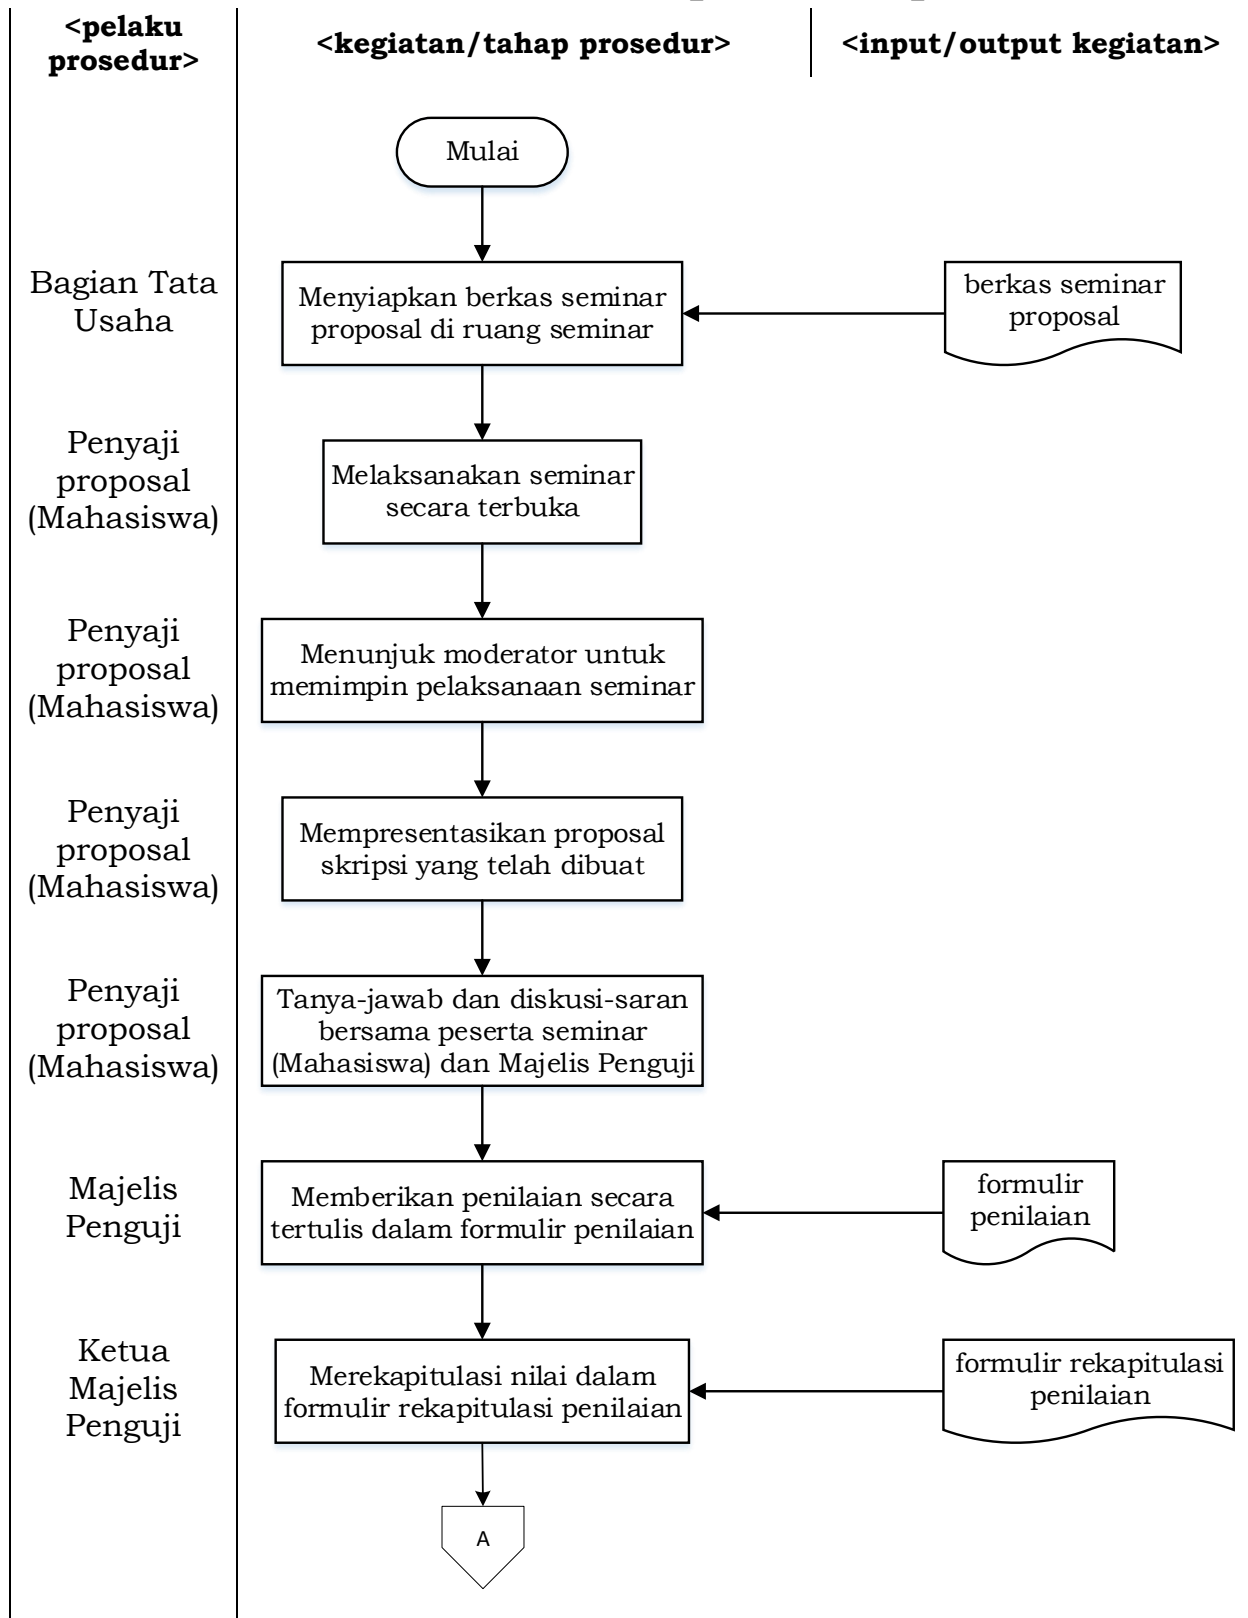 <pelaku
prosedur>
<kegiatan/tahap prosedur>
<input/output kegiatan>
Mulai
Bagian Tata
Usaha
Menyiapkan berkas seminar
proposal di ruang seminar
berkas seminar
proposal
Penyaji
proposal
(Mahasiswa)
Melaksanakan seminar
secara terbuka
Penyaji
proposal
(Mahasiswa)
Menunjuk moderator untuk
memimpin pelaksanaan seminar
Penyaji
proposal
(Mahasiswa)
Mempresentasikan proposal
skripsi yang telah dibuat
Penyaji
proposal
(Mahasiswa)
Tanya-jawab dan diskusi-saran
bersama peserta seminar
(Mahasiswa) dan Majelis Penguji
Majelis
Penguji
Memberikan penilaian secara
tertulis dalam formulir penilaian
formulir
penilaian
Ketua
Majelis
Penguji
Merekapitulasi nilai dalam
formulir rekapitulasi penilaian
formulir rekapitulasi
penilaian
A